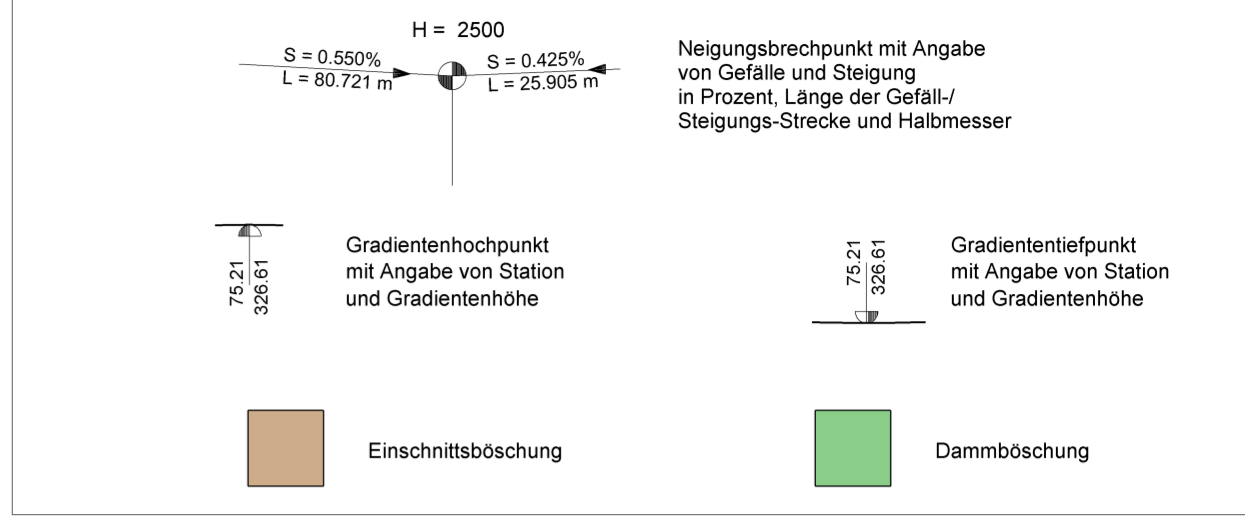 H = 2500
S = 0.550%
L = 80.721 m
S = 0.425%
L = 25.905 m
Neigungsbrechpunkt mit Angabe
von Gefälle und Steigung
in Prozent, Länge der Gefäll-/
Steigungs-Strecke und Halbmesser
75.21
326.61
Gradientenhochpunkt
mit Angabe von Station
und Gradientenhöhe
75.21
326.61
Gradiententiefpunkt
mit Angabe von Station
und Gradientenhöhe
Einschnittsböschung
Dammböschung